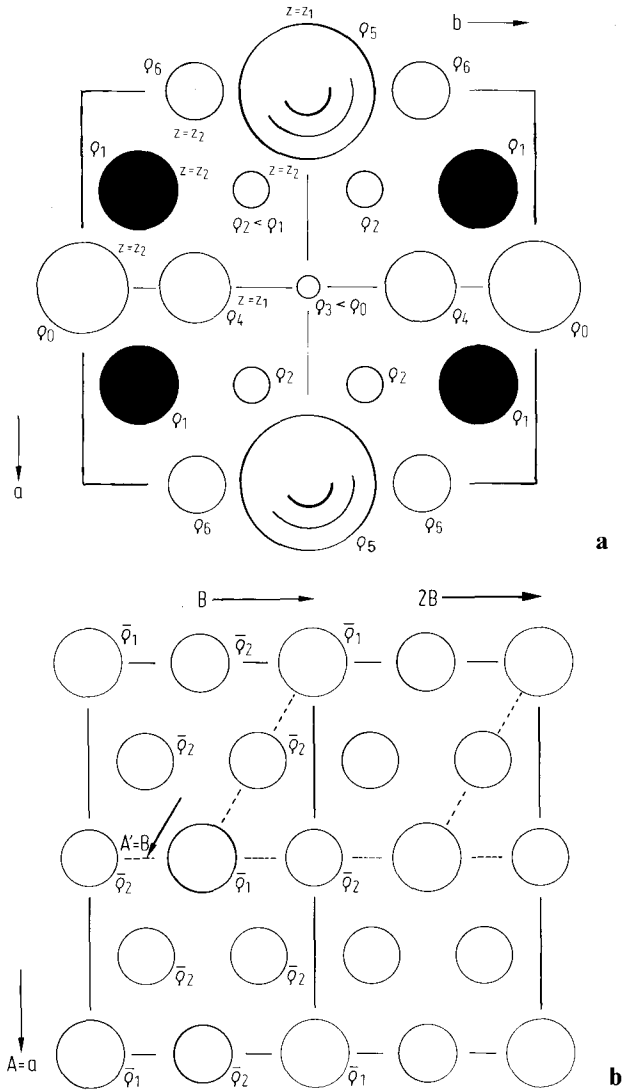 z=z₁
ρ₅
b
ρ₆
ρ₆
z=z₂
ρ₁
z=z₂
z=z₂
ρ₁
ρ₂ < ρ₁
ρ₂
z=z₂
z=z₁
ρ₀
ρ₄
ρ₃ < ρ₀
ρ₄
ρ₀
ρ₂
ρ₂
ρ₁
ρ₁
a
ρ₆
ρ₆
ρ₅
a
B
2B
ρ̄₁
ρ̄₂
ρ̄₁
ρ̄₂
ρ̄₂
A'=B
ρ̄₂
ρ̄₁
ρ̄₂
ρ̄₂
ρ̄₂
A=a
ρ̄₁
ρ̄₂
ρ̄₁
b